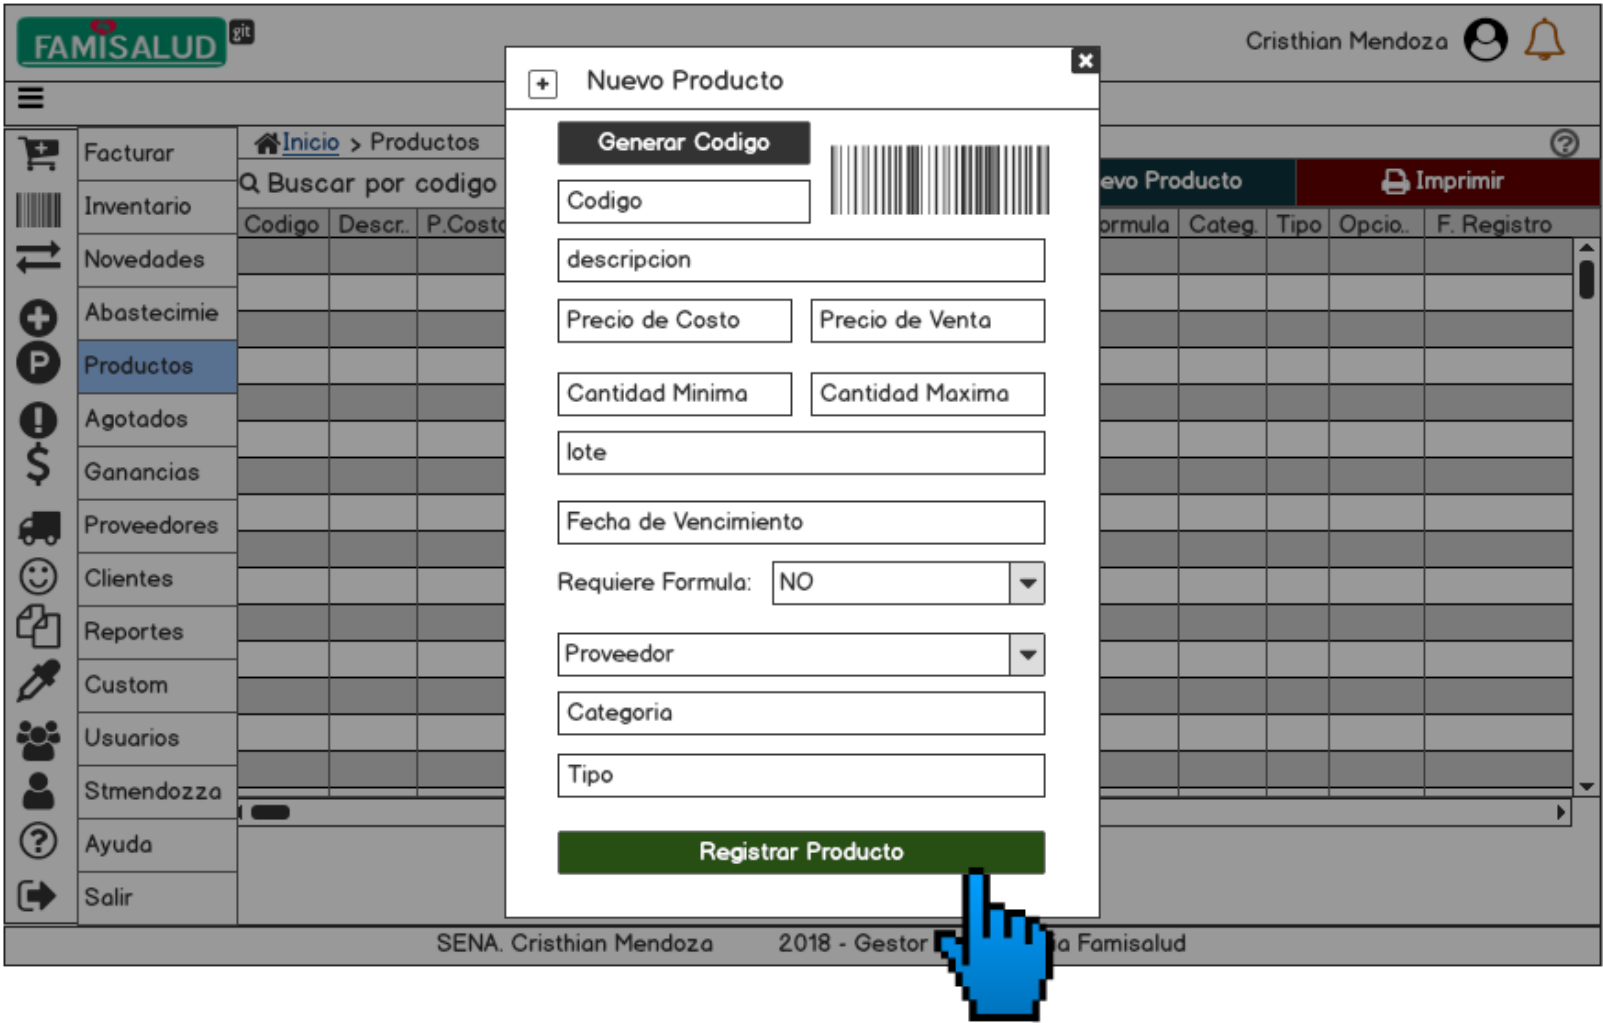 FAMISALUD git
Cristhian Mendoza
Nuevo Producto
Inicio > Productos
Buscar por codigo
evo Producto
Imprimir
Codigo Descr.. P.Costo
ormula Categ. Tipo Opcio.. F. Registro
Facturar
Inventario
Novedades
Abastecimie
Productos
Agotados
Ganancias
Proveedores
Clientes
Reportes
Custom
Usuarios
Stmendozza
Ayuda
Salir
Generar Codigo
Codigo
descripcion
Precio de Costo Precio de Venta
Cantidad Minima Cantidad Maxima
lote
Fecha de Vencimiento
Requiere Formula: NO
Proveedor
Categoria
Tipo
Registrar Producto
SENA. Cristhian Mendoza 2018 - Gestor a Famisalud